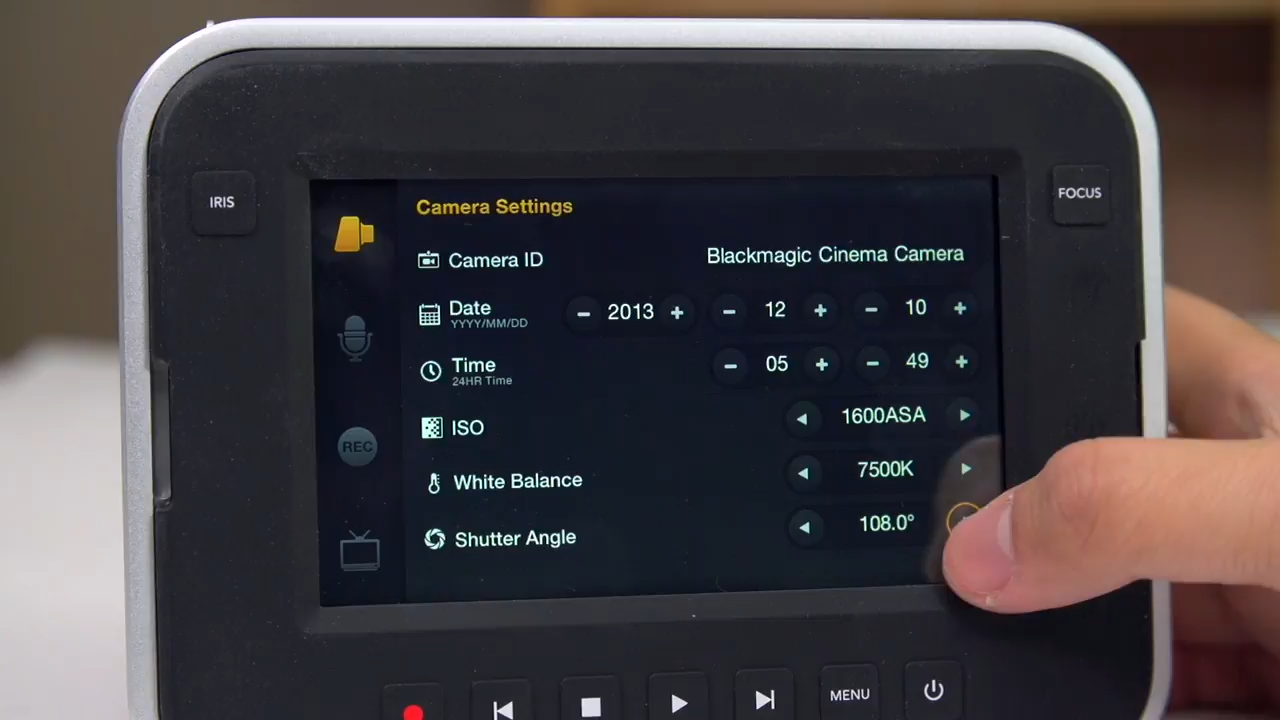 IRIS
FOCUS
Camera Settings
Camera ID
Blackmagic Cinema Camera
Date
YYYY/MM/DD
2013
12
10
Time
24HR Time
05
49
REC
ISO
1600ASA
White Balance
7500K
Shutter Angle
108.0°
MENU